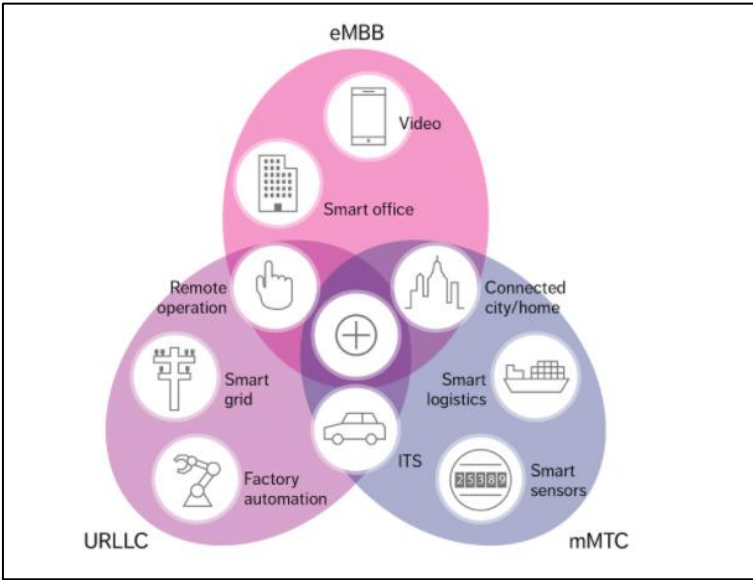 eMBB
Video
Smart office
Remote
operation
Connected
city/home
Smart
grid
Smart
logistics
ITS
Factory
automation
25389
Smart
sensors
URLLC
mMTC